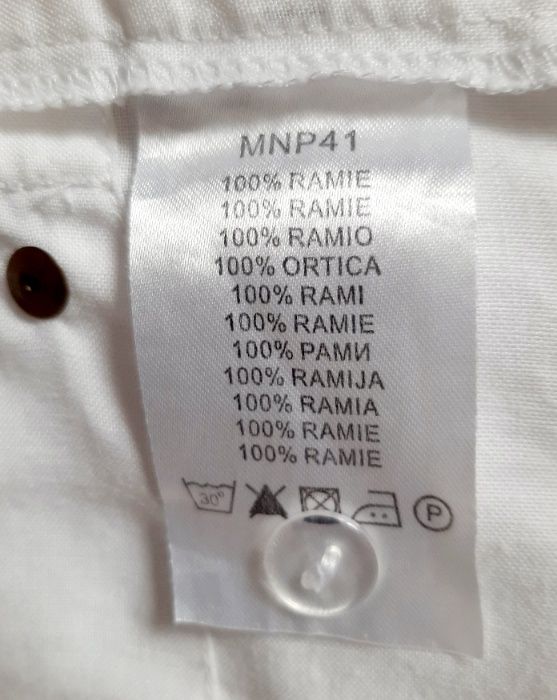 MNP41
100% RAMIE
100% RAMIE
100% RAMIO
100% ORTICA
100% RAMI
100% RAMIE
100% РАМИ
100% RAMIJA
100% RAMIA
100% RAMIE
100% RAMIE
30°
P